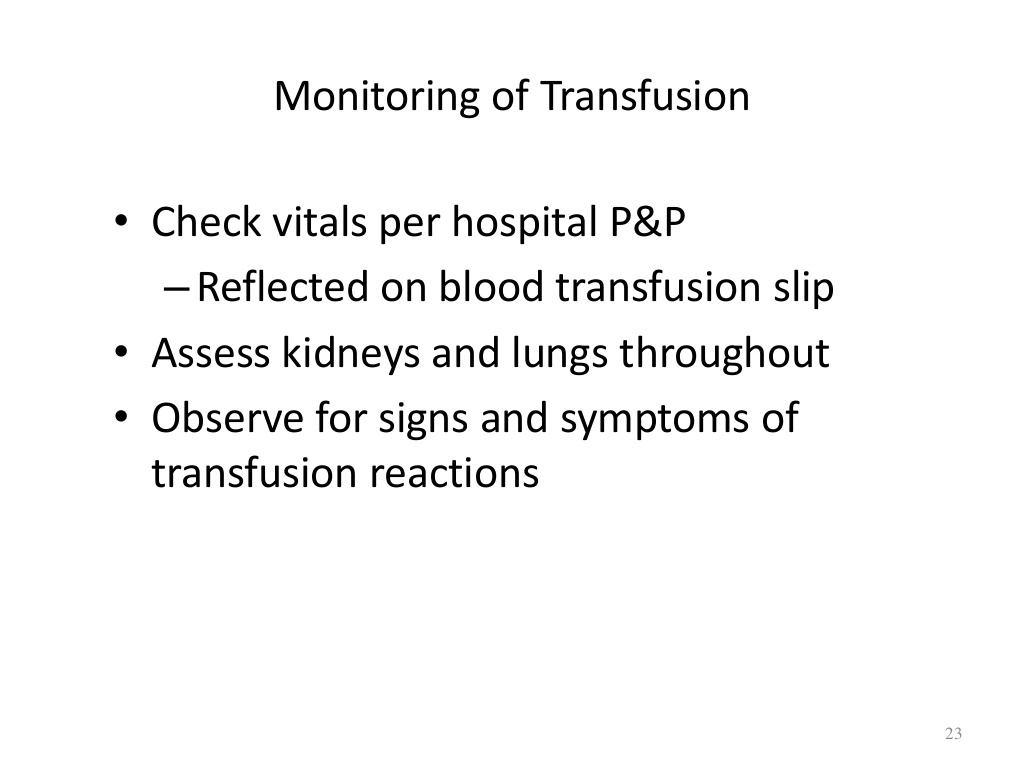 Monitoring of Transfusion
• Check vitals per hospital P&P
– Reflected on blood transfusion slip
• Assess kidneys and lungs throughout
• Observe for signs and symptoms of
transfusion reactions
23